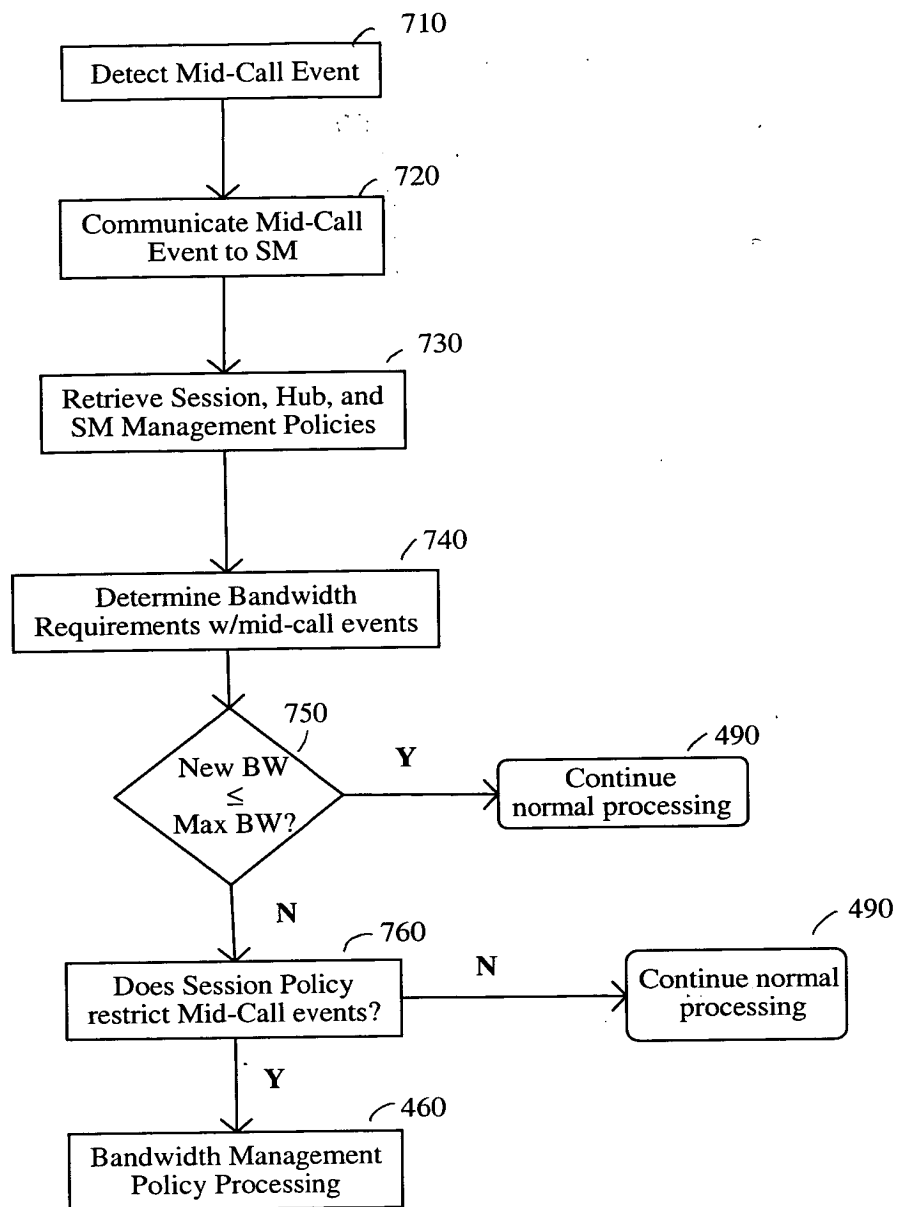 710
Detect Mid-Call Event
720
Communicate Mid-Call
Event to SM
730
Retrieve Session, Hub, and
SM Management Policies
740
Determine Bandwidth
Requirements w/mid-call events
750
New BW
≤
Max BW?
Y
490
Continue
normal processing
N
760
Does Session Policy
restrict Mid-Call events?
N
490
Continue normal
processing
Y
460
Bandwidth Management
Policy Processing